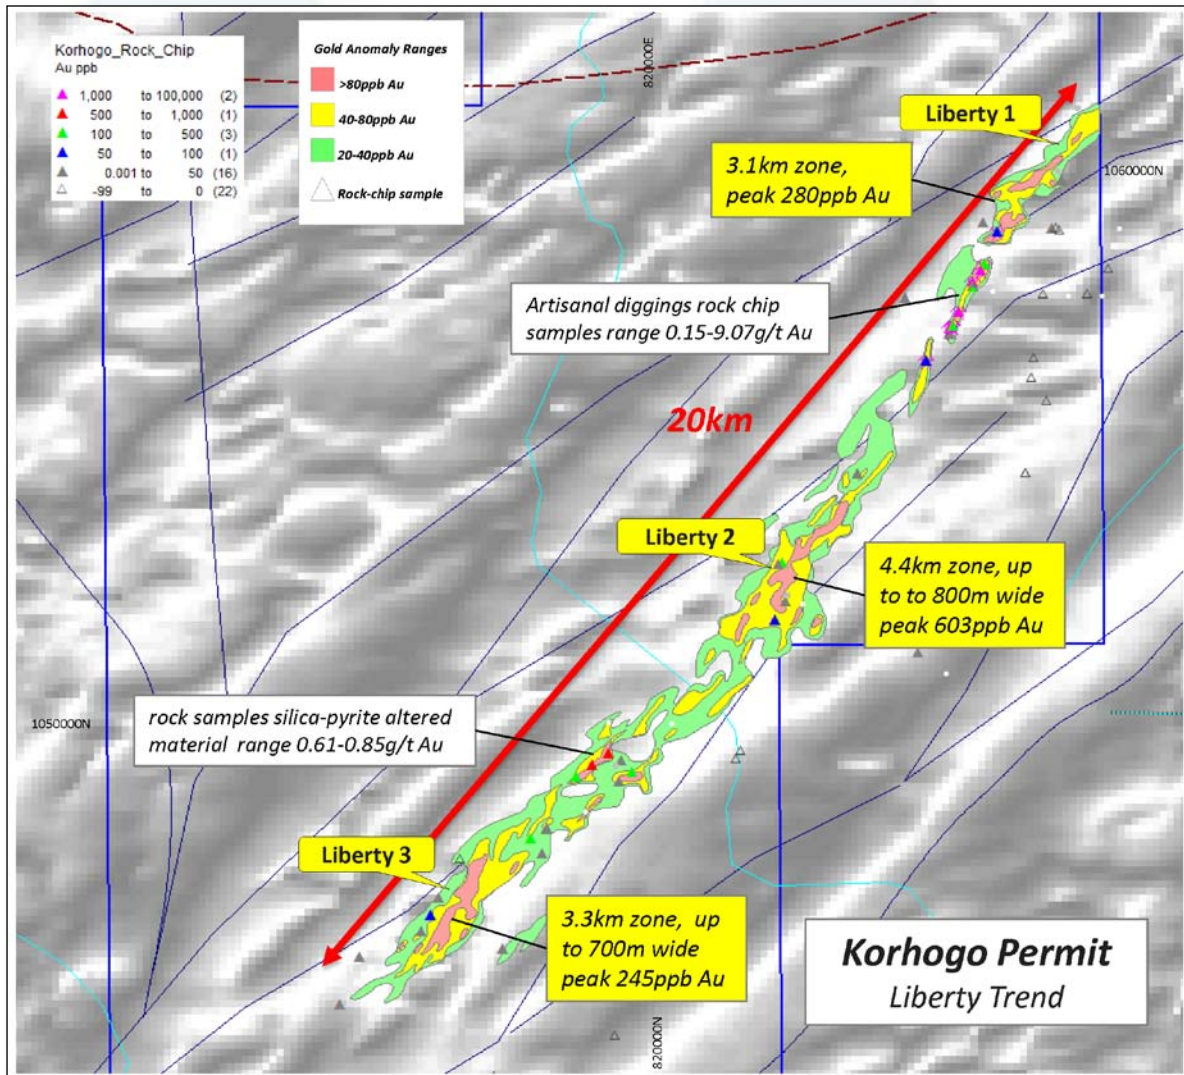 Korhogo_Rock_Chip
Au ppb
1,000 to 100,000 (2)
500 to 1,000 (1)
100 to 500 (3)
50 to 100 (1)
0.001 to 50 (16)
-99 to 0 (22)
Gold Anomaly Ranges
>80ppb Au
40-80ppb Au
20-40ppb Au
Rock-chip sample
820000E
Liberty 1
1060000N
3.1km zone,
peak 280ppb Au
Artisanal diggings rock chip
samples range 0.15-9.07g/t Au
20km
Liberty 2
4.4km zone, up
to to 800m wide
peak 603ppb Au
1050000N
rock samples silica-pyrite altered
material range 0.61-0.85g/t Au
Liberty 3
3.3km zone, up
to 700m wide
peak 245ppb Au
Korhogo Permit
Liberty Trend
820000N